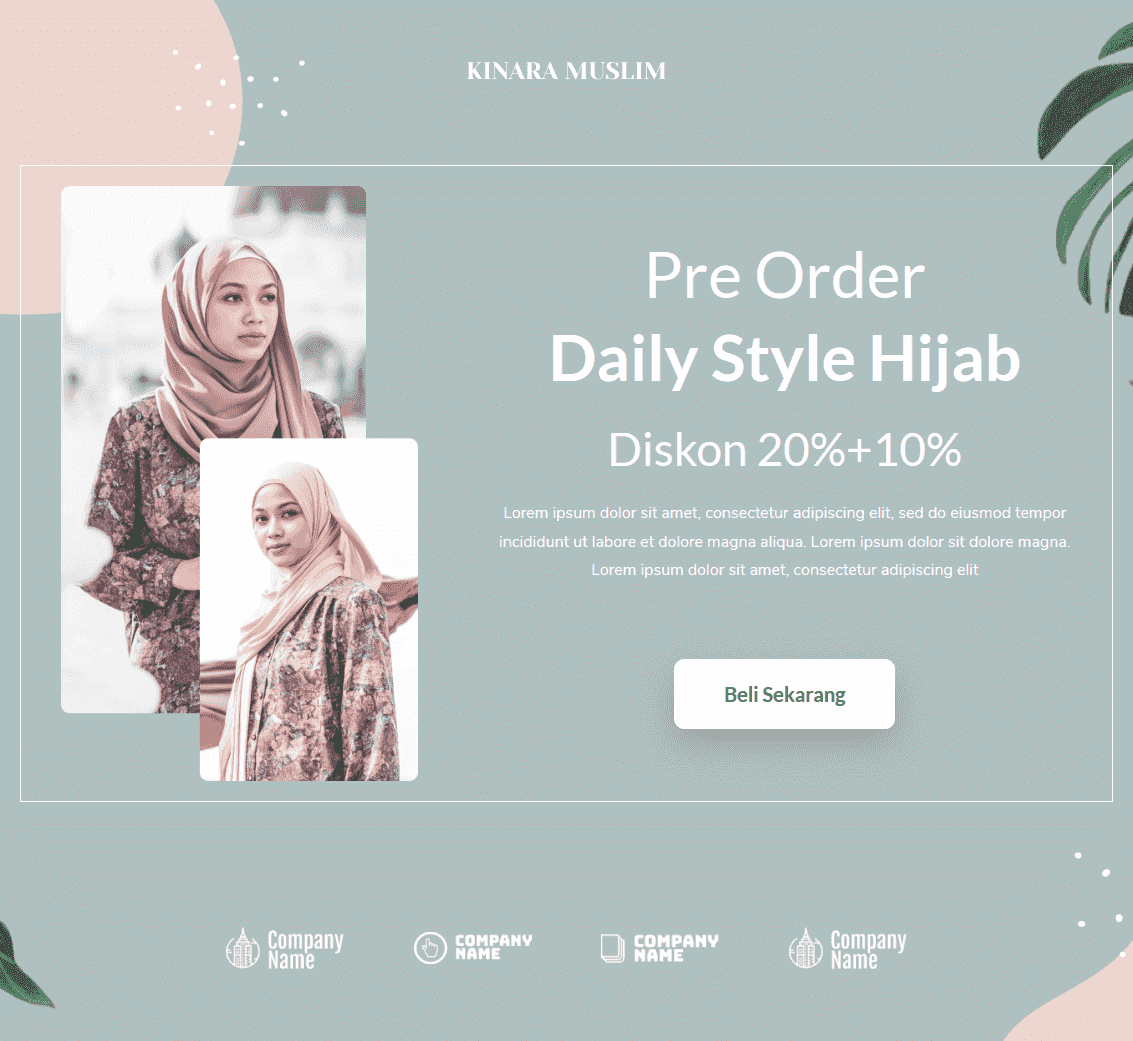 KINARA MUSLIM
Pre Order
Daily Style Hijab
Diskon 20%+10%
Lorem ipsum dolor sit amet, consectetur adipiscing elit, sed do eiusmod tempor
incididunt ut labore et dolore magna aliqua. Lorem ipsum dolor sit dolore magna.
Lorem ipsum dolor sit amet, consectetur adipiscing elit
Beli Sekarang
Company
Name
COMPANY
NAME
COMPANY
NAME
Company
Name